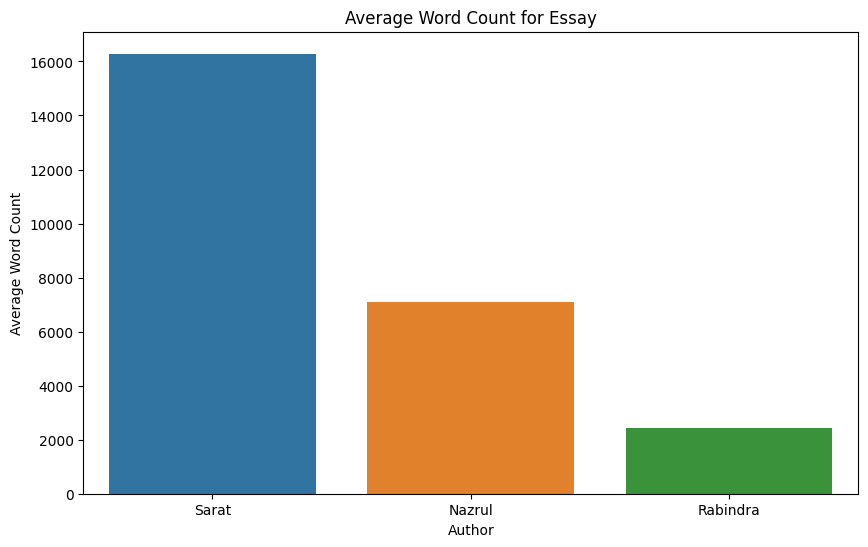 Average Word Count for Essay
16000
14000
12000
10000
8000
6000
4000
2000
0
Average Word Count
Sarat
Nazrul
Rabindra
Author